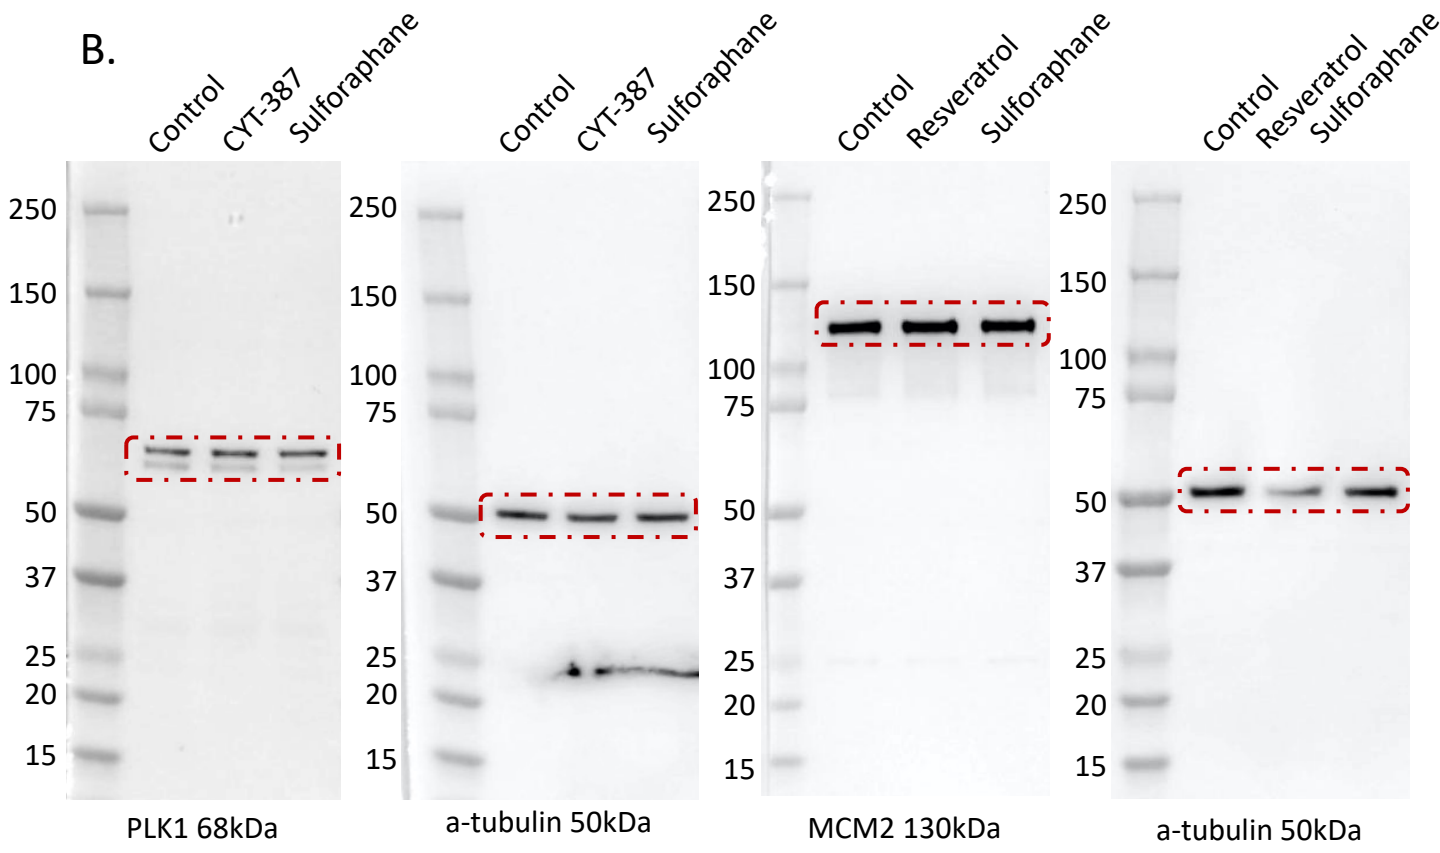 B.
Control
CYT-387
Sulforaphane
Control
CYT-387
Sulforaphane
Control
Resveratrol
Sulforaphane
Control
Resveratrol
Sulforaphane
250
150
100
75
50
37
25
20
15
250
150
100
75
50
37
25
20
15
250
150
100
75
50
37
25
20
15
250
150
100
75
50
37
25
20
15
PLK1 68kDa
a-tubulin 50kDa
MCM2 130kDa
a-tubulin 50kDa